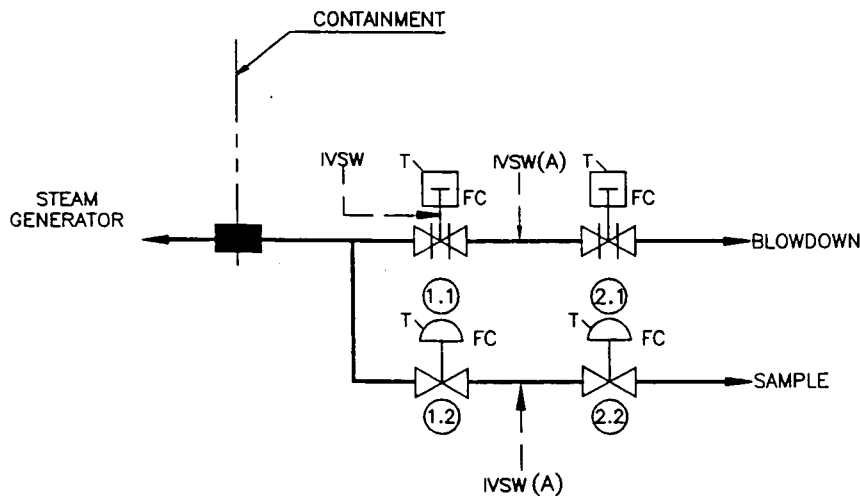 CONTAINMENT
IVSW
T
IVSW(A)
T
FC
FC
STEAM
GENERATOR
BLOWDOWN
1.1
2.1
T
FC
T
FC
SAMPLE
1.2
2.2
IVSW(A)